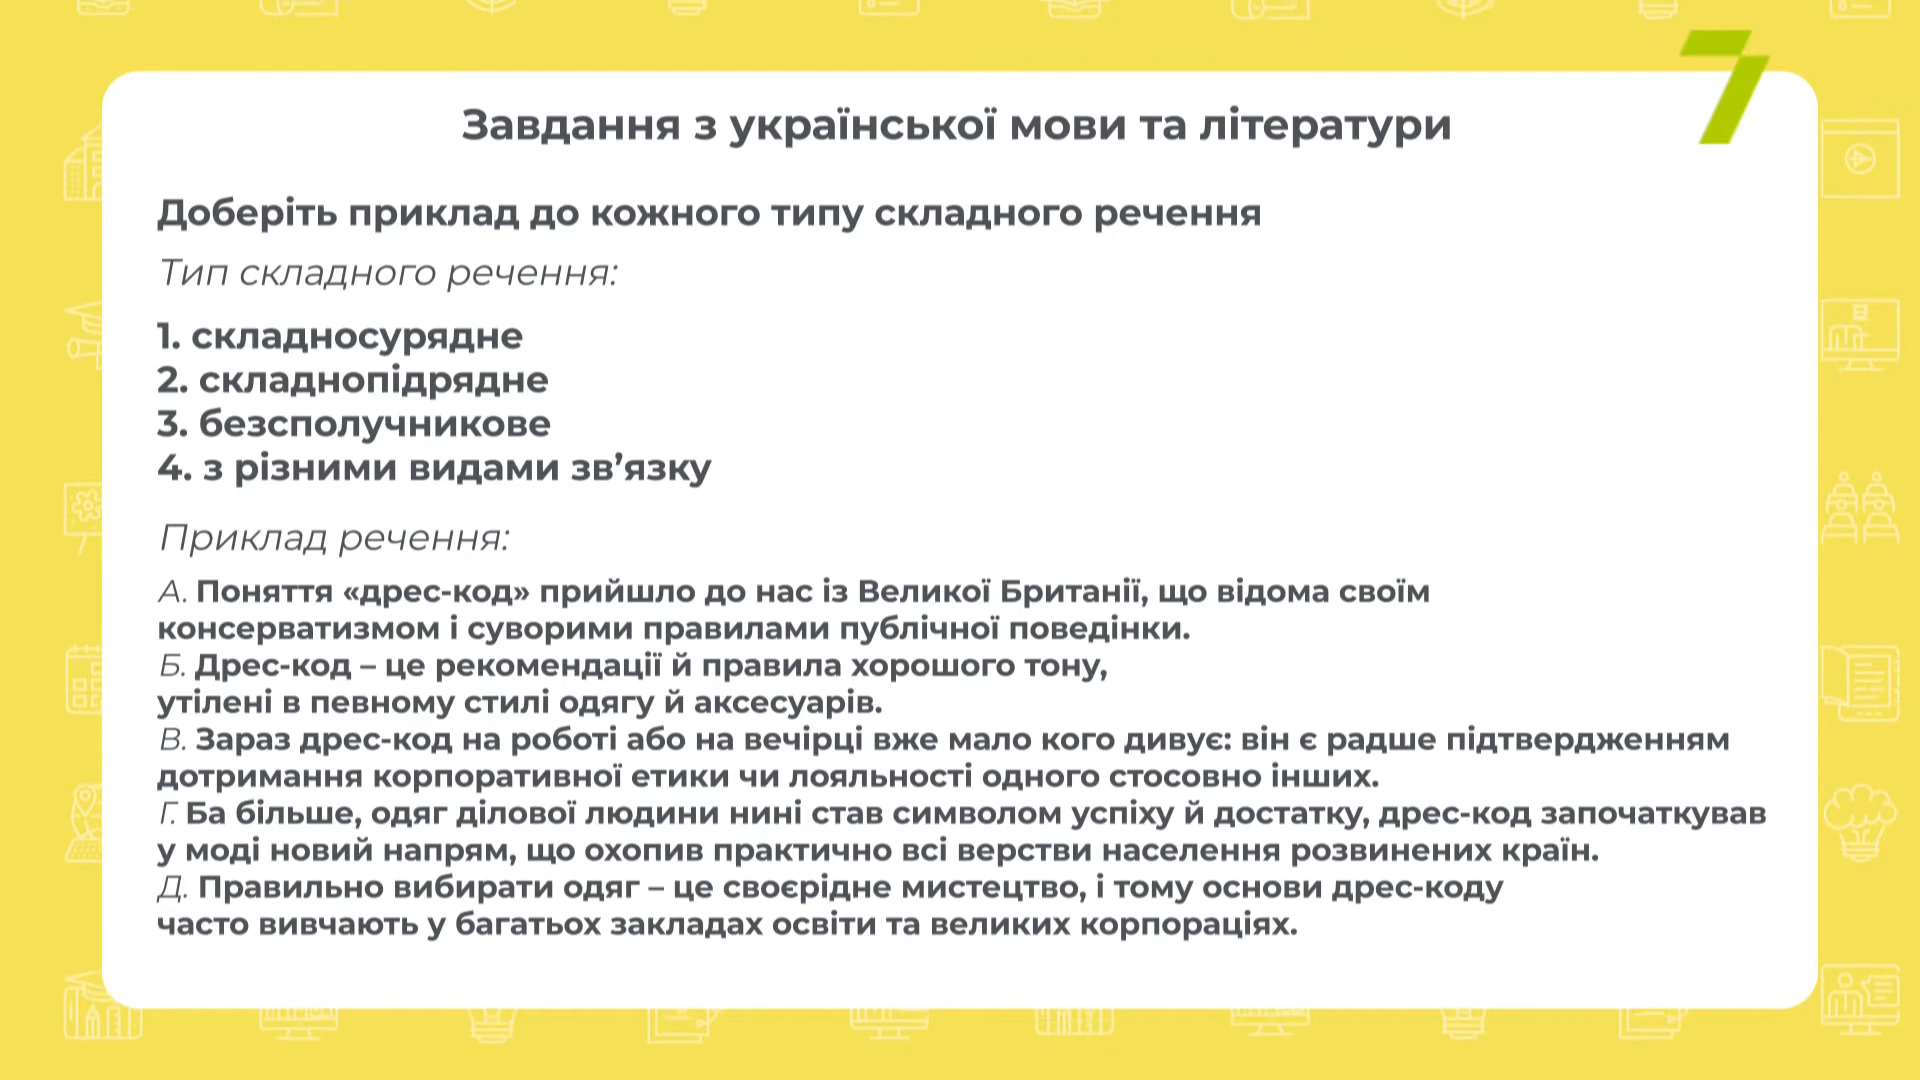 7
Завдання з української мови та літератури
Доберіть приклад до кожного типу складного речення
Тип складного речення:
1. складносурядне
2. складнопідрядне
3. безсполучникове
4. з різними видами зв’язку
Приклад речення:
А. Поняття «дрес-код» прийшло до нас із Великої Британії, що відома своїм
консерватизмом і суворими правилами публічної поведінки.
Б. Дрес-код – це рекомендації й правила хорошого тону,
утілені в певному стилі одягу й аксесуарів.
В. Зараз дрес-код на роботі або на вечірці вже мало кого дивує: він є радше підтвердженням
дотримання корпоративної етики чи лояльності одного стосовно інших.
Г. Ба більше, одяг ділової людини нині став символом успіху й достатку, дрес-код започаткував
у моді новий напрям, що охопив практично всі верстви населення розвинених країн.
Д. Правильно вибирати одяг – це своєрідне мистецтво, і тому основи дрес-коду
часто вивчають у багатьох закладах освіти та великих корпораціях.